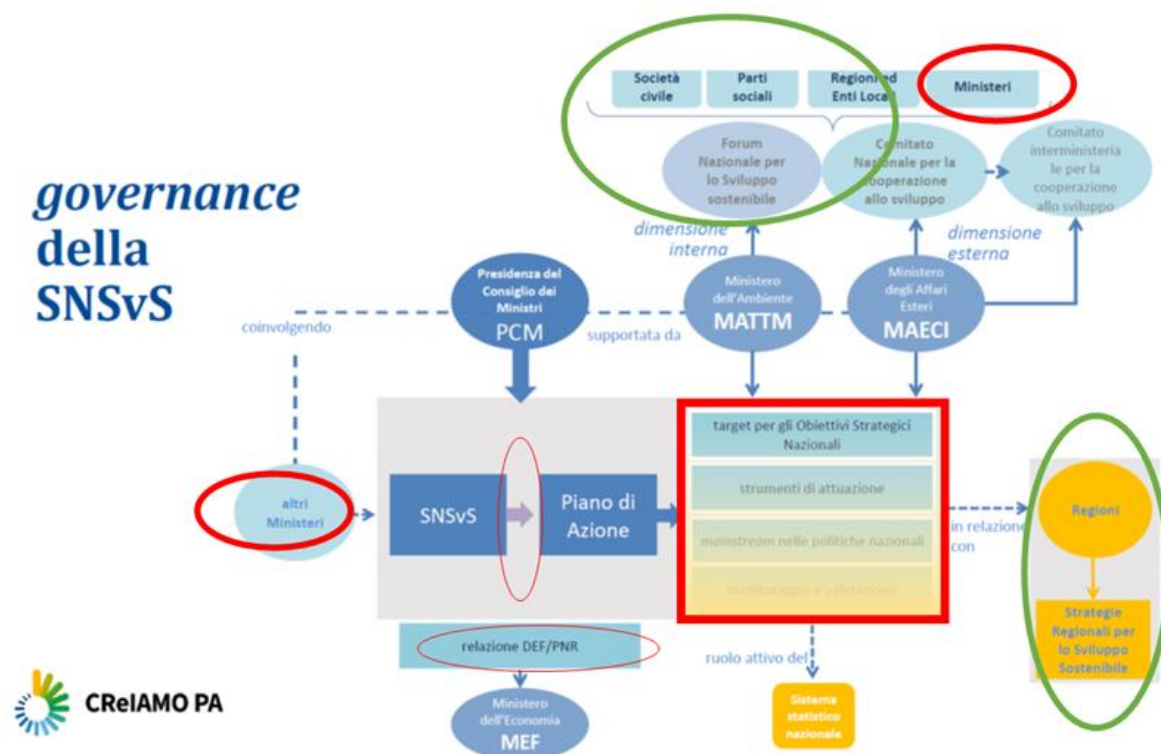 governance
della
SNSvS
Società
civile
Parti
sociali
Regioni ed
Enti Locali
Ministeri
Forum
Nazionale per
lo Sviluppo
sostenibile
Comitato
Nazionale per la
cooperazione
allo sviluppo
Comitato
interministeria
le per la
cooperazione
allo sviluppo
dimensione
interna
dimensione
esterna
Presidenza del
Consiglio dei
Ministri
PCM
Ministero
dell'Ambiente
MATTM
Ministero
degli Affari
Esteri
MAECI
coinvolgendo
supportata da
altri
Ministeri
SNSvS
Piano di
Azione
target per gli Obiettivi Strategici
Nazionali
strumenti di attuazione
mainstream nelle politiche nazionali
monitoraggio e valutazione
in relazione
con
Regioni
Strategie
Regionali per
lo Sviluppo
Sostenibile
relazione DEF/PNR
Ministero
dell'Economia
MEF
ruolo attivo del
Sistema
statistico
nazionale
CReIAMO PA